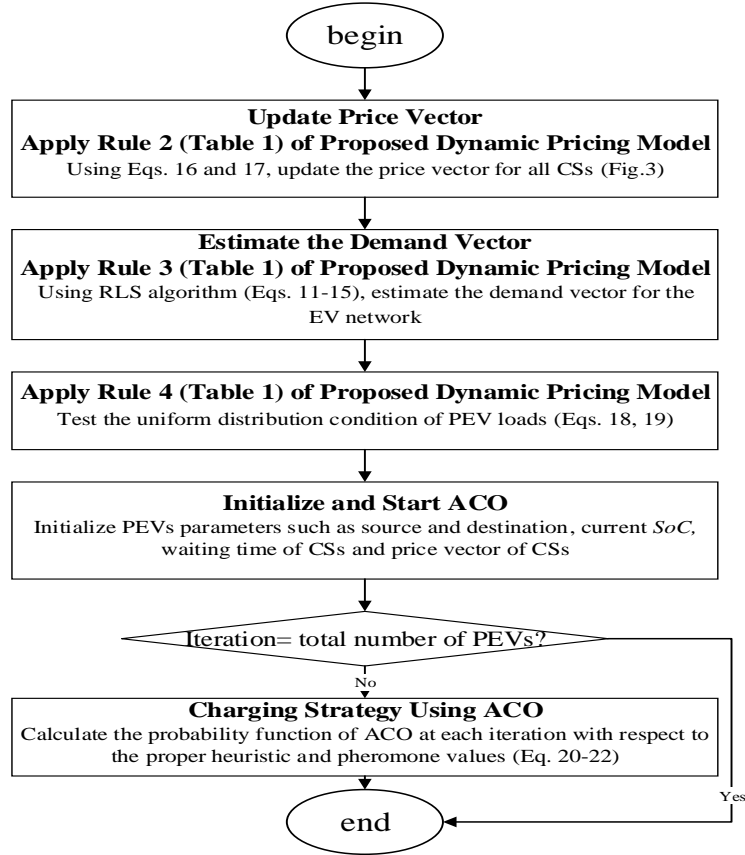 begin
Update Price Vector
Apply Rule 2 (Table 1) of Proposed Dynamic Pricing Model
Using Eqs. 16 and 17, update the price vector for all CSs (Fig.3)
Estimate the Demand Vector
Apply Rule 3 (Table 1) of Proposed Dynamic Pricing Model
Using RLS algorithm (Eqs. 11-15), estimate the demand vector for the
EV network
Apply Rule 4 (Table 1) of Proposed Dynamic Pricing Model
Test the uniform distribution condition of PEV loads (Eqs. 18, 19)
Initialize and Start ACO
Initialize PEVs parameters such as source and destination, current SoC,
waiting time of CSs and price vector of CSs
Iteration= total number of PEVs?
No
Charging Strategy Using ACO
Calculate the probability function of ACO at each iteration with respect to
the proper heuristic and pheromone values (Eq. 20-22)
Yes
end